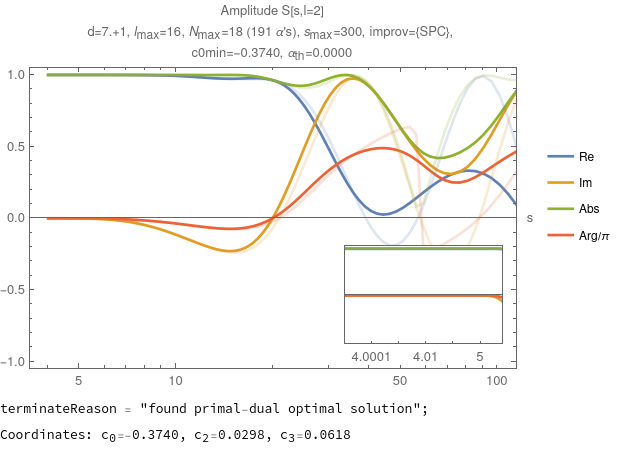 Amplitude S[s,l=2]
d=7.+1, lmax=16, Nmax=18 (191 α's), smax=300, improv={SPC},
c0min=-0.3740, αth=0.0000
1.0
0.5
0.0
-0.5
-1.0
s
Re
Im
Abs
Arg/π
4.0001 4.01 5
5 10 50 100
terminateReason = "found primal-dual optimal solution";
Coordinates: c0=-0.3740, c2=0.0298, c3=0.0618